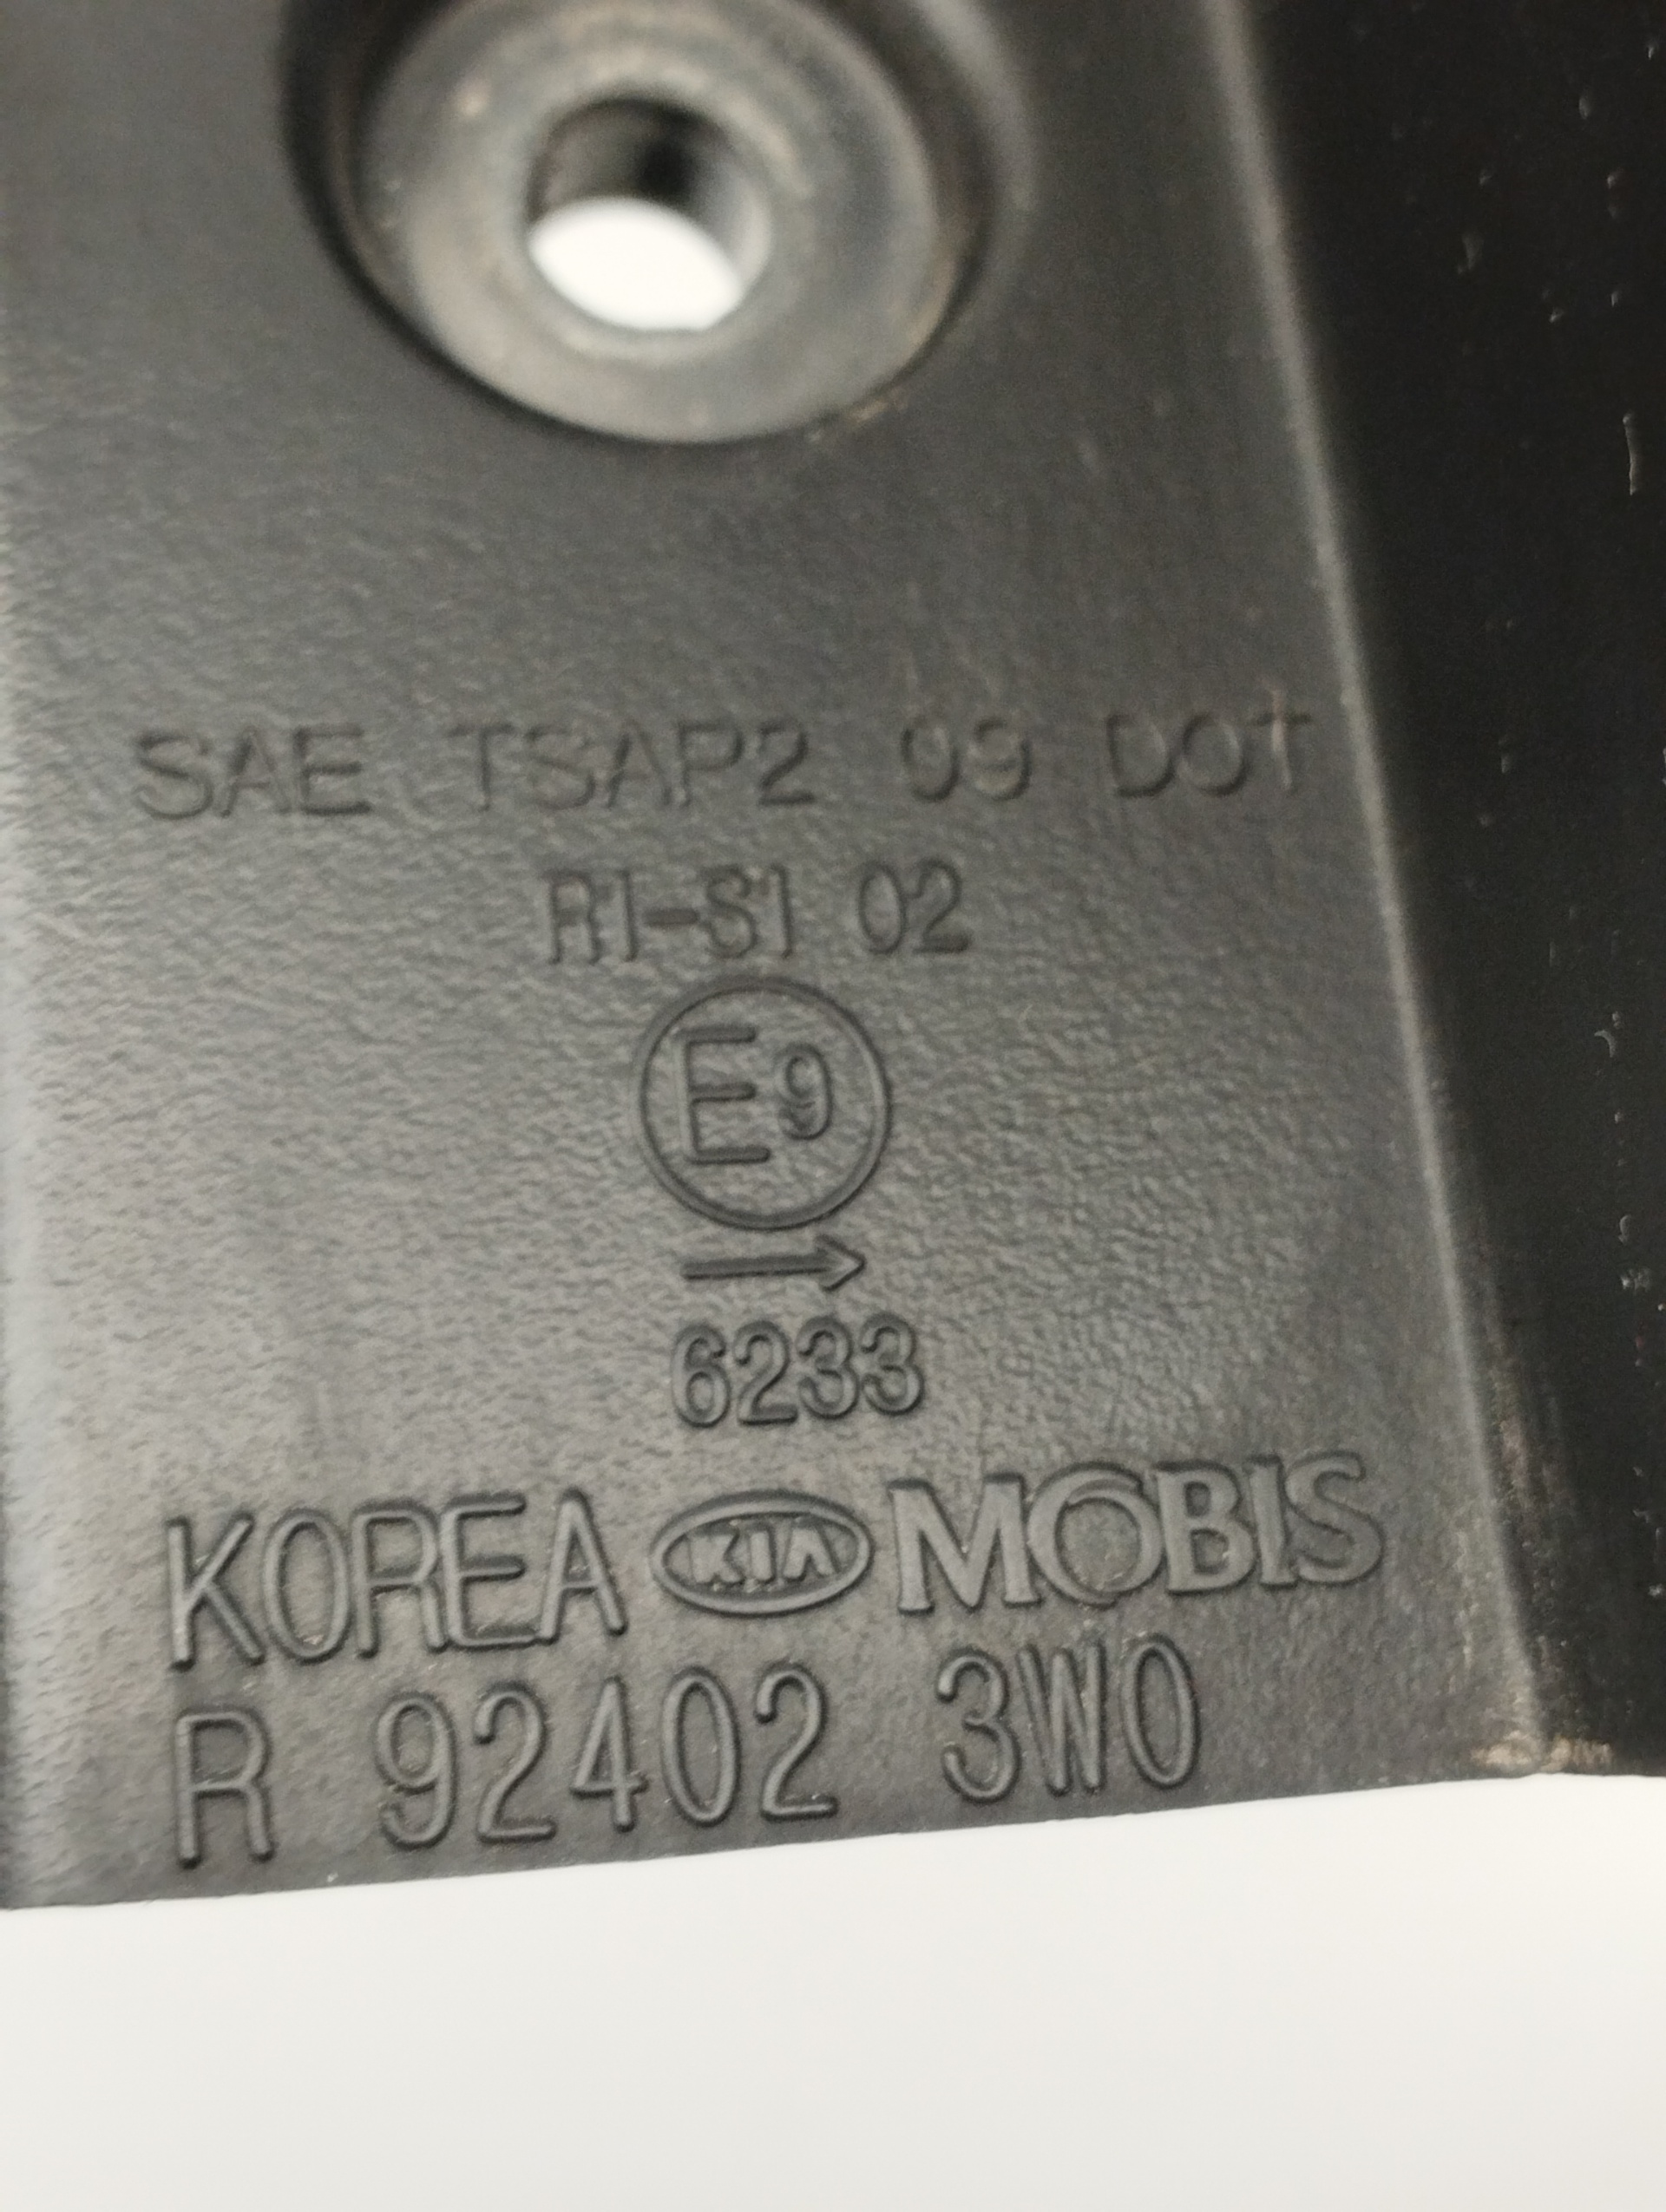 SAE TSAP2 09 DOT
R1-S1 02
E9
→
6233
KOREA KIA MOBIS
R 92402 3W0